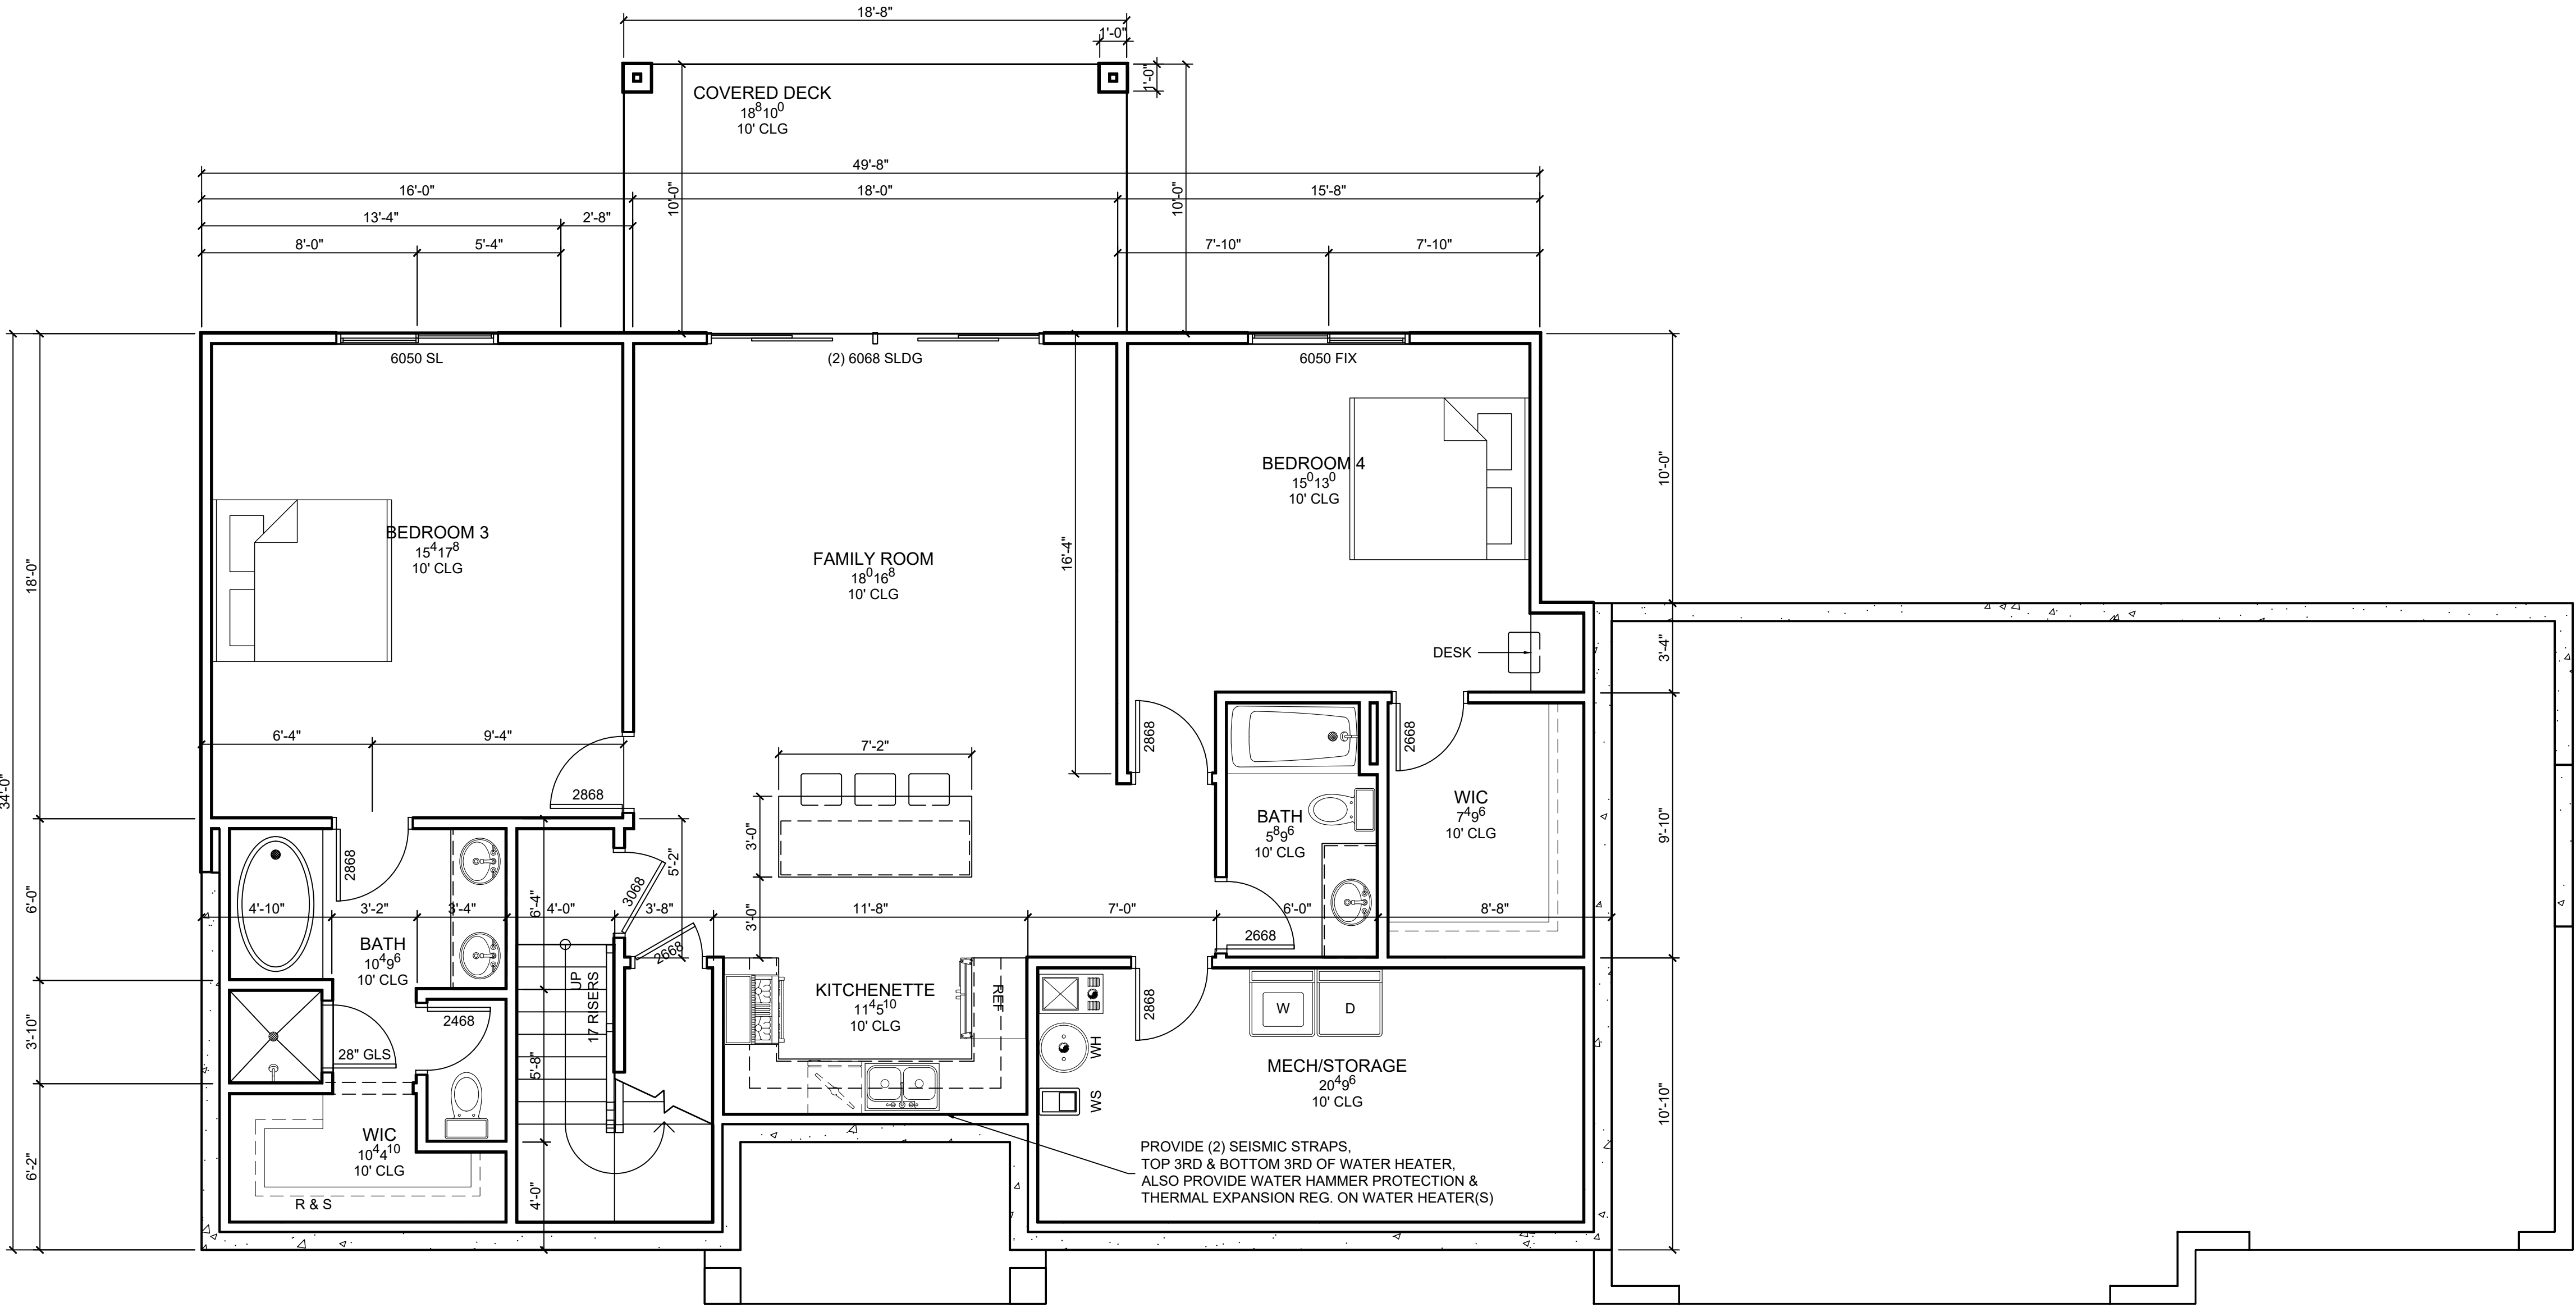 18'-8"
1'-0"
1'-0"
COVERED DECK
18⁸10⁰
10' CLG
10'-0"
10'-0"
49'-8"
16'-0"
18'-0"
15'-8"
13'-4"
2'-8"
8'-0"
5'-4"
7'-10"
7'-10"
6050 SL
(2) 6068 SLDG
6050 FIX
34'-0"
18'-0"
6'-0"
3'-10"
6'-2"
BEDROOM 3
15⁴17⁸
10' CLG
FAMILY ROOM
18⁰16⁸
10' CLG
16'-4"
BEDROOM 4
15⁰13⁰
10' CLG
DESK
10'-0"
3'-4"
9'-10"
10'-10"
6'-4"
9'-4"
2868
7'-2"
3'-0"
3'-0"
2868
2668
2868
3068
5'-2"
2668
BATH
5⁸9⁶
10' CLG
WIC
7⁴9⁶
10' CLG
4'-10"
3'-2"
3'-4"
4'-0"
3'-8"
11'-8"
7'-0"
6'-0"
8'-8"
6'-4"
5'-8"
4'-0"
BATH
10⁴9⁶
10' CLG
2468
28" GLS
UP
17 RISERS
KITCHENETTE
11⁴5¹⁰
10' CLG
REF
2668
2868
WH
WS
W
D
MECH/STORAGE
20⁴9⁶
10' CLG
WIC
10⁴4¹⁰
10' CLG
R & S
PROVIDE (2) SEISMIC STRAPS,
TOP 3RD & BOTTOM 3RD OF WATER HEATER,
ALSO PROVIDE WATER HAMMER PROTECTION &
THERMAL EXPANSION REG. ON WATER HEATER(S)